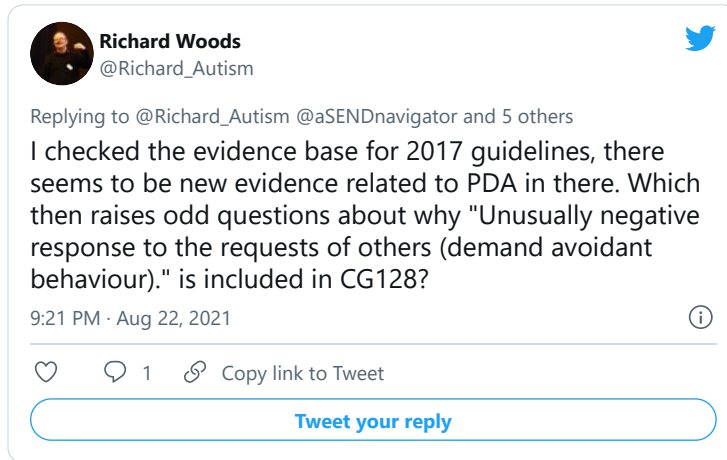 Richard Woods
@Richard_Autism
Replying to @Richard_Autism @aSENDnavigator and 5 others
I checked the evidence base for 2017 guidelines, there
seems to be new evidence related to PDA in there. Which
then raises odd questions about why "Unusually negative
response to the requests of others (demand avoidant
behaviour)." is included in CG128?
9:21 PM · Aug 22, 2021
1 Copy link to Tweet
Tweet your reply